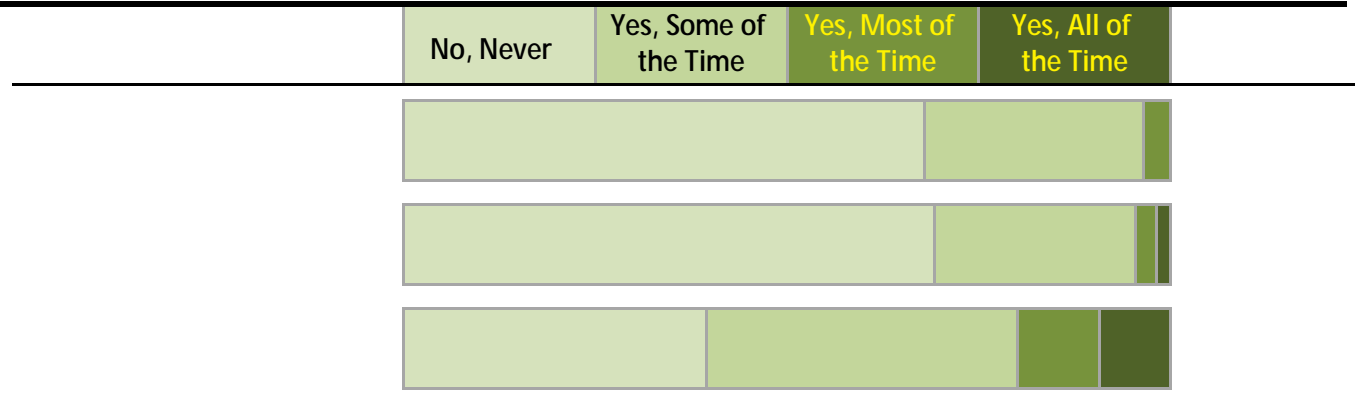 No, Never
Yes, Some of
the Time
Yes, Most of
the Time
Yes, All of
the Time